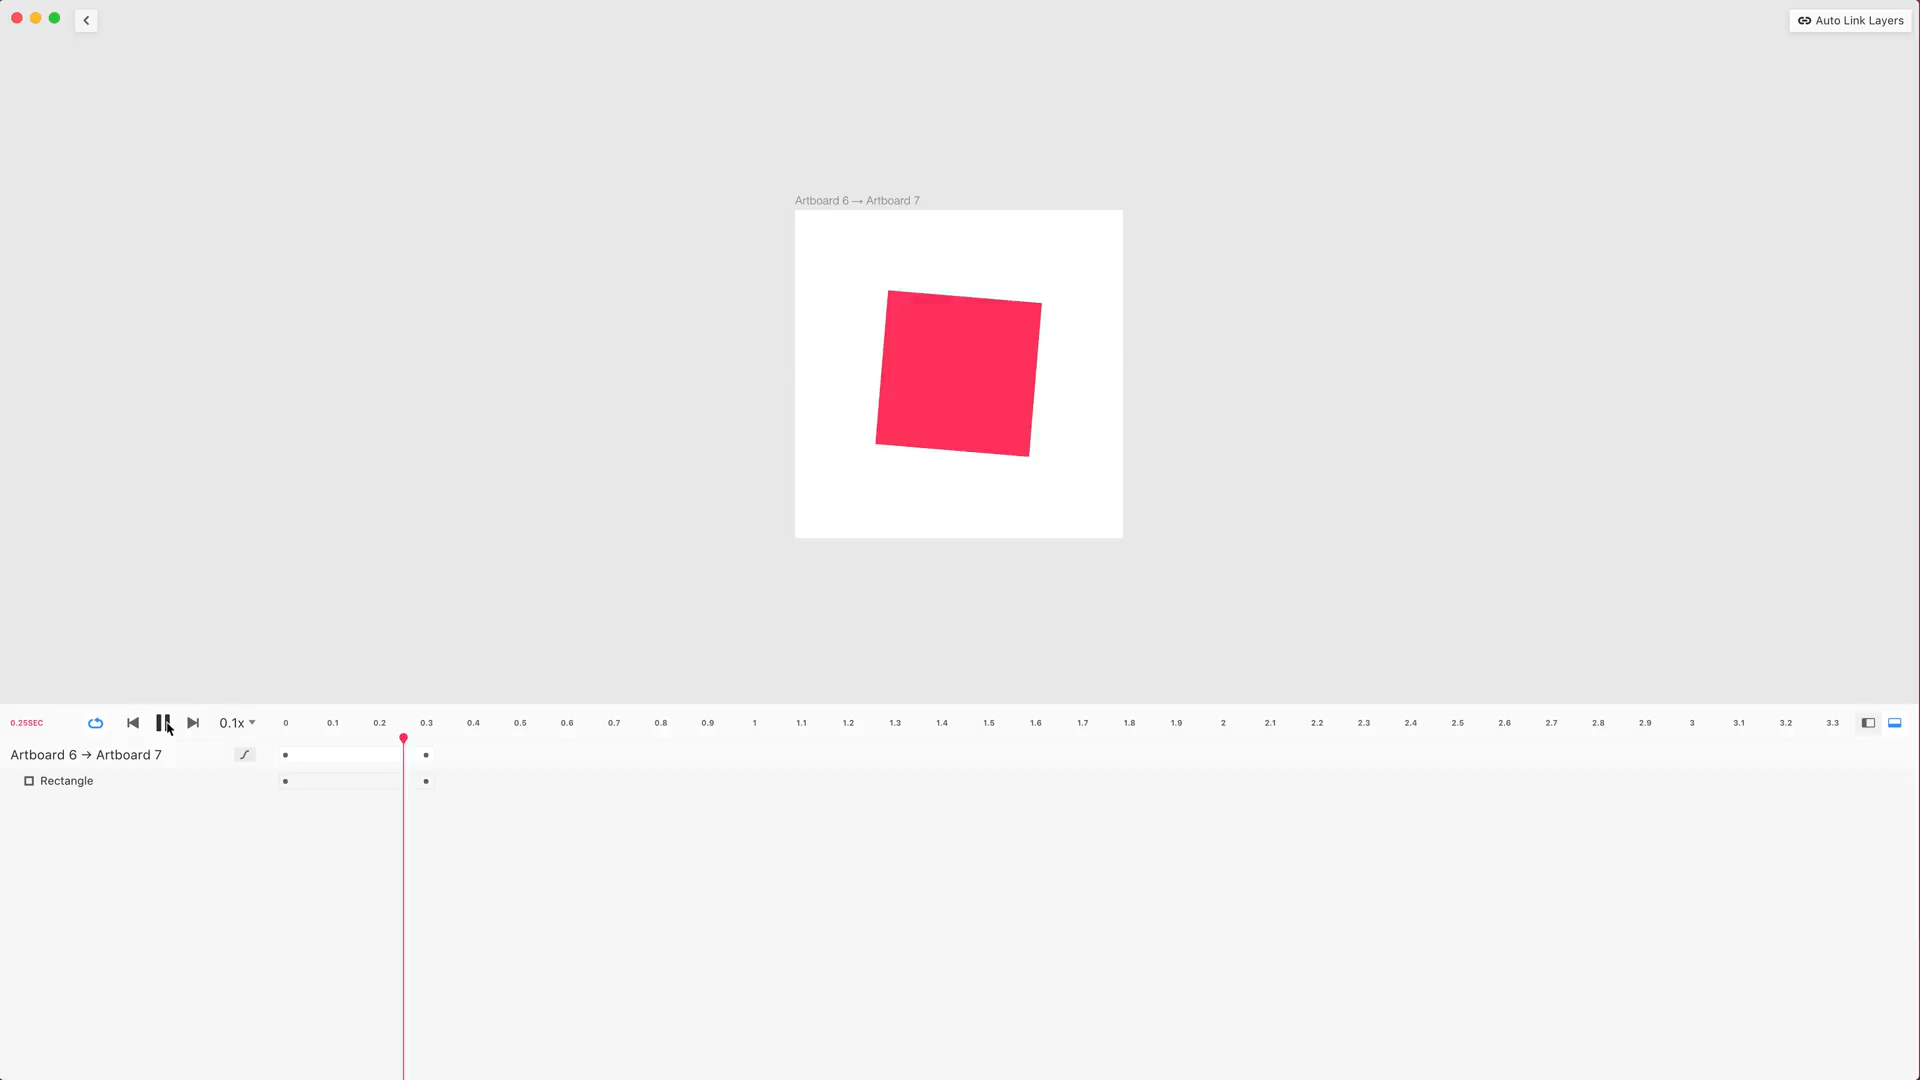 Auto Link Layers
Artboard 6 → Artboard 7
0.25SEC 0.1x 0 0.1 0.2 0.3 0.4 0.5 0.6 0.7 0.8 0.9 1 1.1 1.2 1.3 1.4 1.5 1.6 1.7 1.8 1.9 2 2.1 2.2 2.3 2.4 2.5 2.6 2.7 2.8 2.9 3 3.1 3.2 3.3
Artboard 6 → Artboard 7
Rectangle